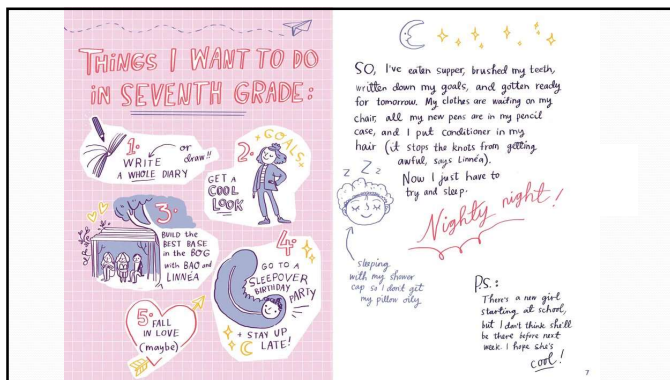 THINGS I WANT TO DO
IN SEVENTH GRADE:
1.
WRITE
A WHOLE DIARY
or
draw!!
2.
GOALS
GET A
COOL
LOOK
3.
BUILD THE
BEST BASE
IN THE BOG
WITH BAO and
LINNÉA
4.
GO TO A
SLEEPOVER
BIRTHDAY
PARTY
+ STAY UP
LATE!
5. FALL
IN LOVE
(maybe)
SO, I've eaten supper, brushed my teeth,
written down my goals, and gotten ready
for tomorrow. My clothes are waiting on my
chair, all my new pens are in my pencil
case, and I put conditioner in my
hair (it stops the knots from getting
awful, says Linnéa).
Now I just have to
try and sleep.
Z Z Z
Nighty night!
sleeping
with my shower
cap so I don't get
my pillow oily
P.S.:
There's a new girl
starting at school,
but I don't think she'll
be there before next
week. I hope she's
cool!
7